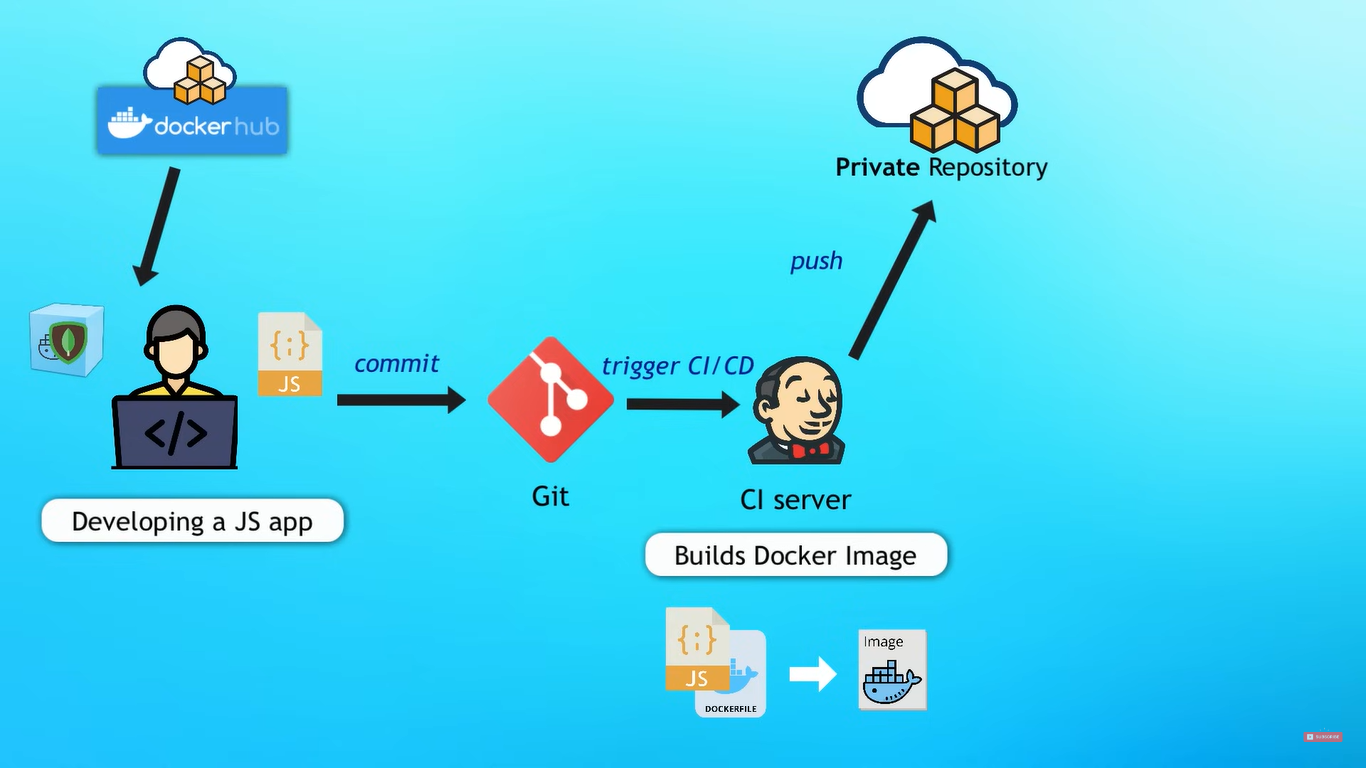 docker hub
Private Repository
push
{;}
JS
commit
trigger CI/CD
</>
Git
CI server
Developing a JS app
Builds Docker Image
{;}
JS
DOCKERFILE
Image
SUBSCRIBE